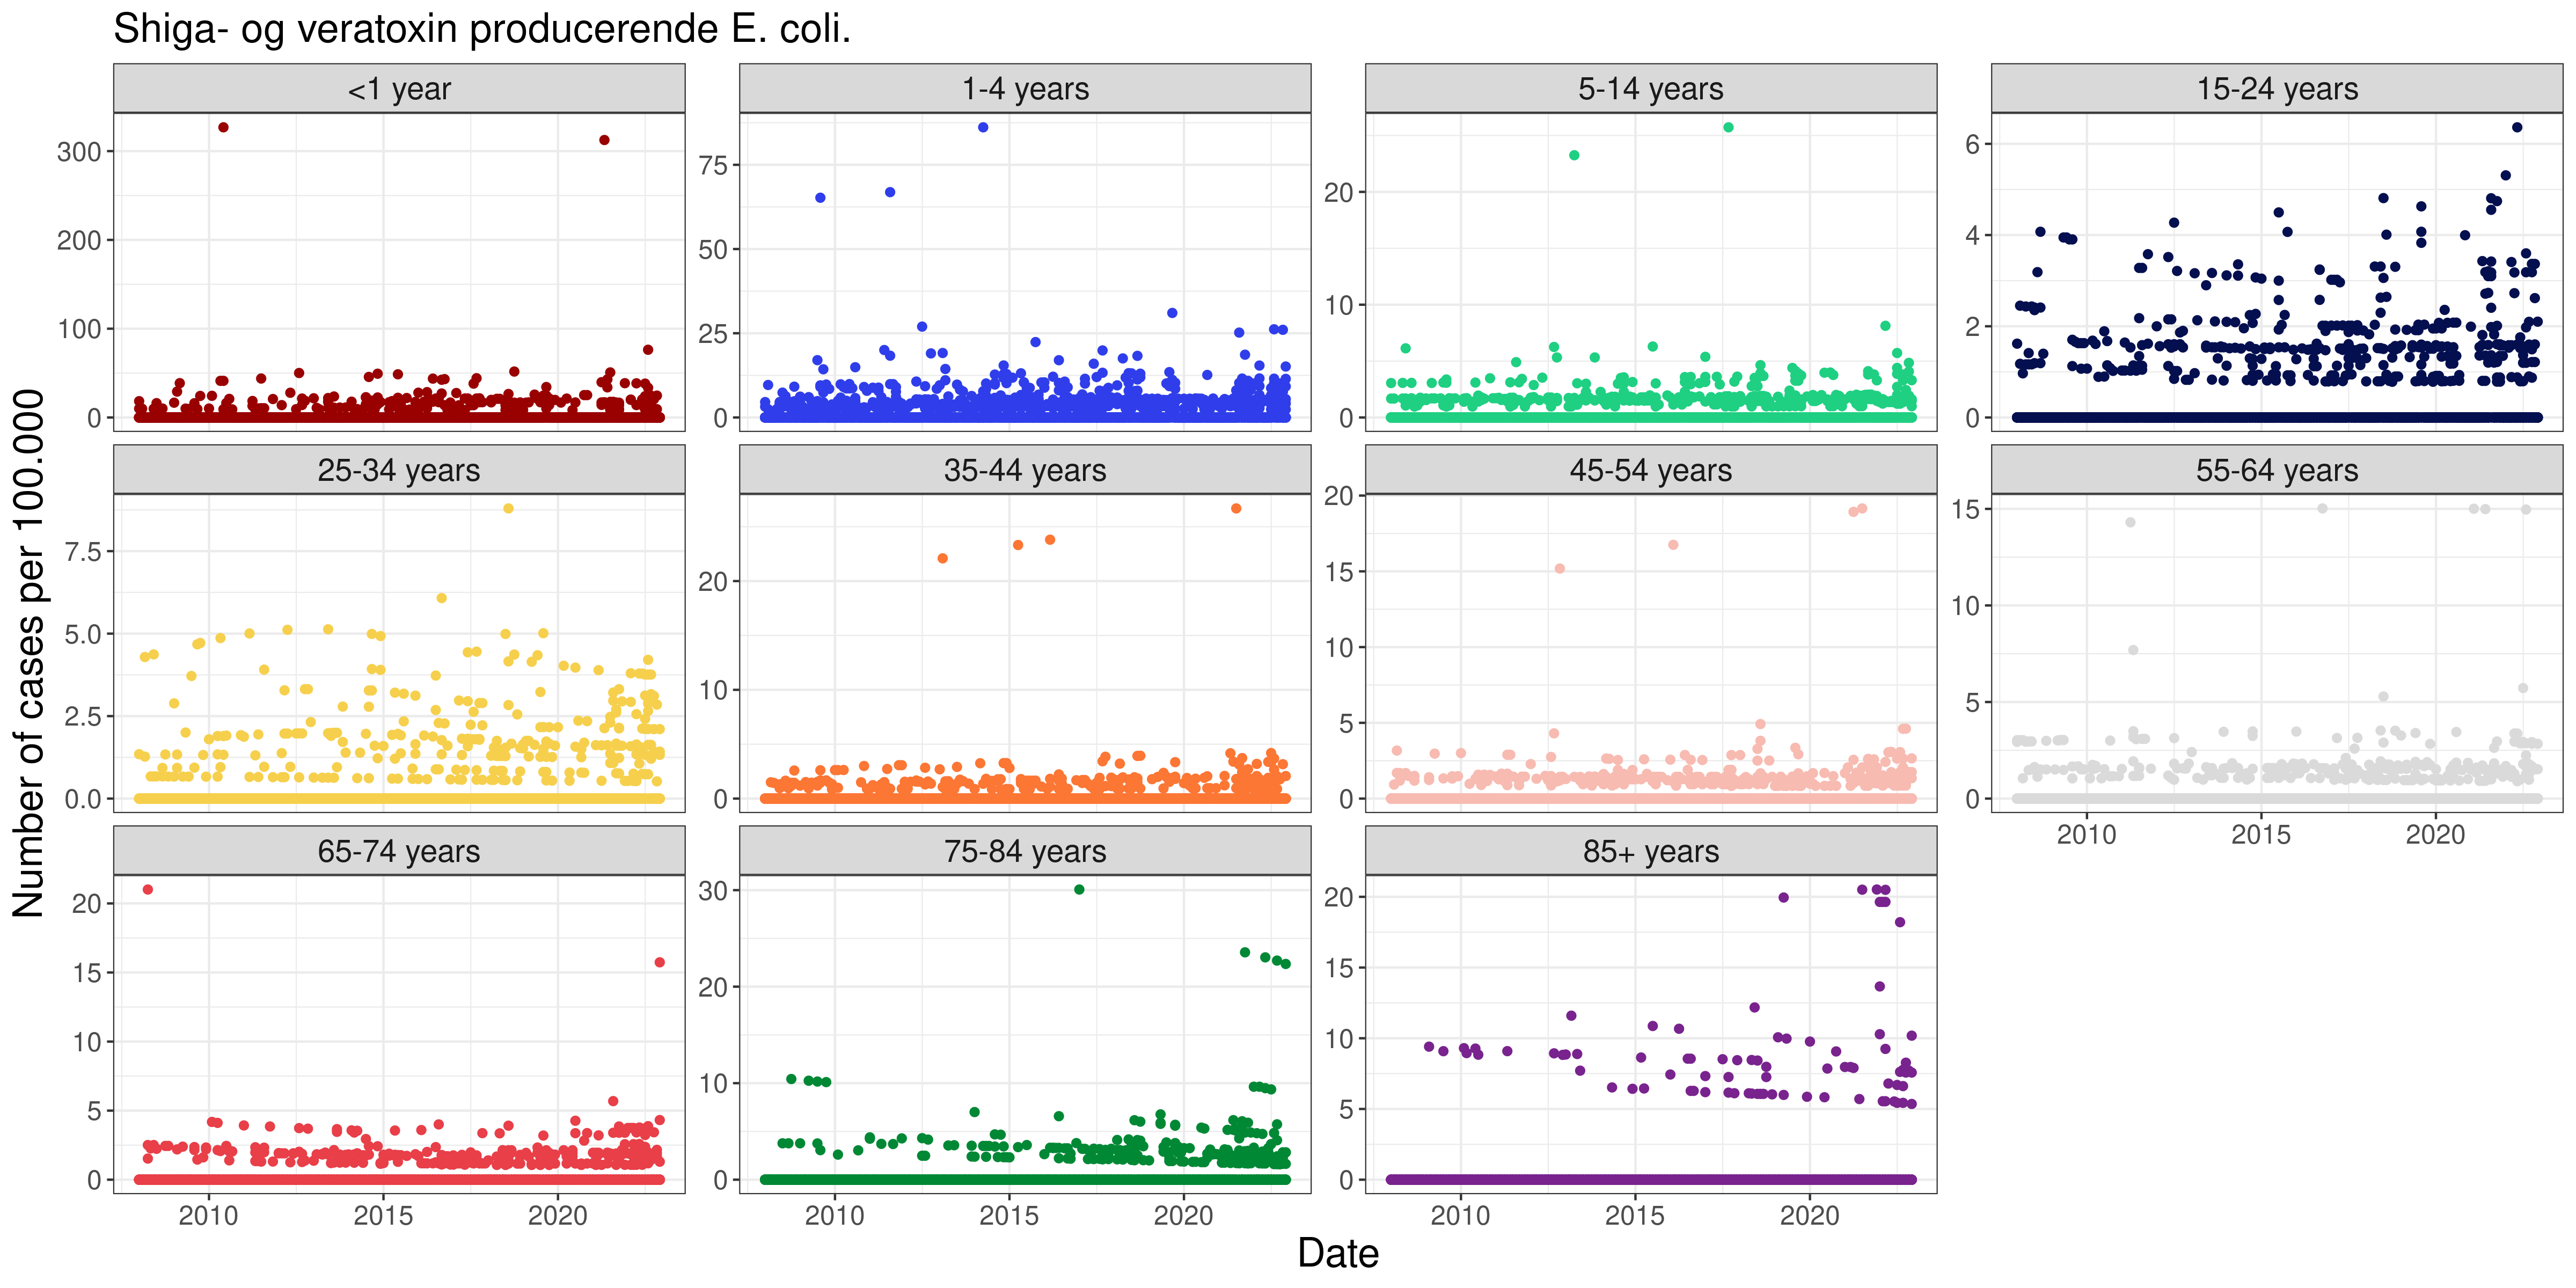 Shiga- og veratoxin producerende E. coli.
<1 year
1-4 years
5-14 years
15-24 years
300
200
100
0
75
50
25
0
20
10
0
6
4
2
0
Number of cases per 100.000
25-34 years
35-44 years
45-54 years
55-64 years
7.5
5.0
2.5
0.0
20
10
0
20
15
10
5
0
15
10
5
0
2010 2015 2020
65-74 years
75-84 years
85+ years
20
15
10
5
0
30
20
10
0
20
15
10
5
0
2010 2015 2020
2010 2015 2020
2010 2015 2020
Date